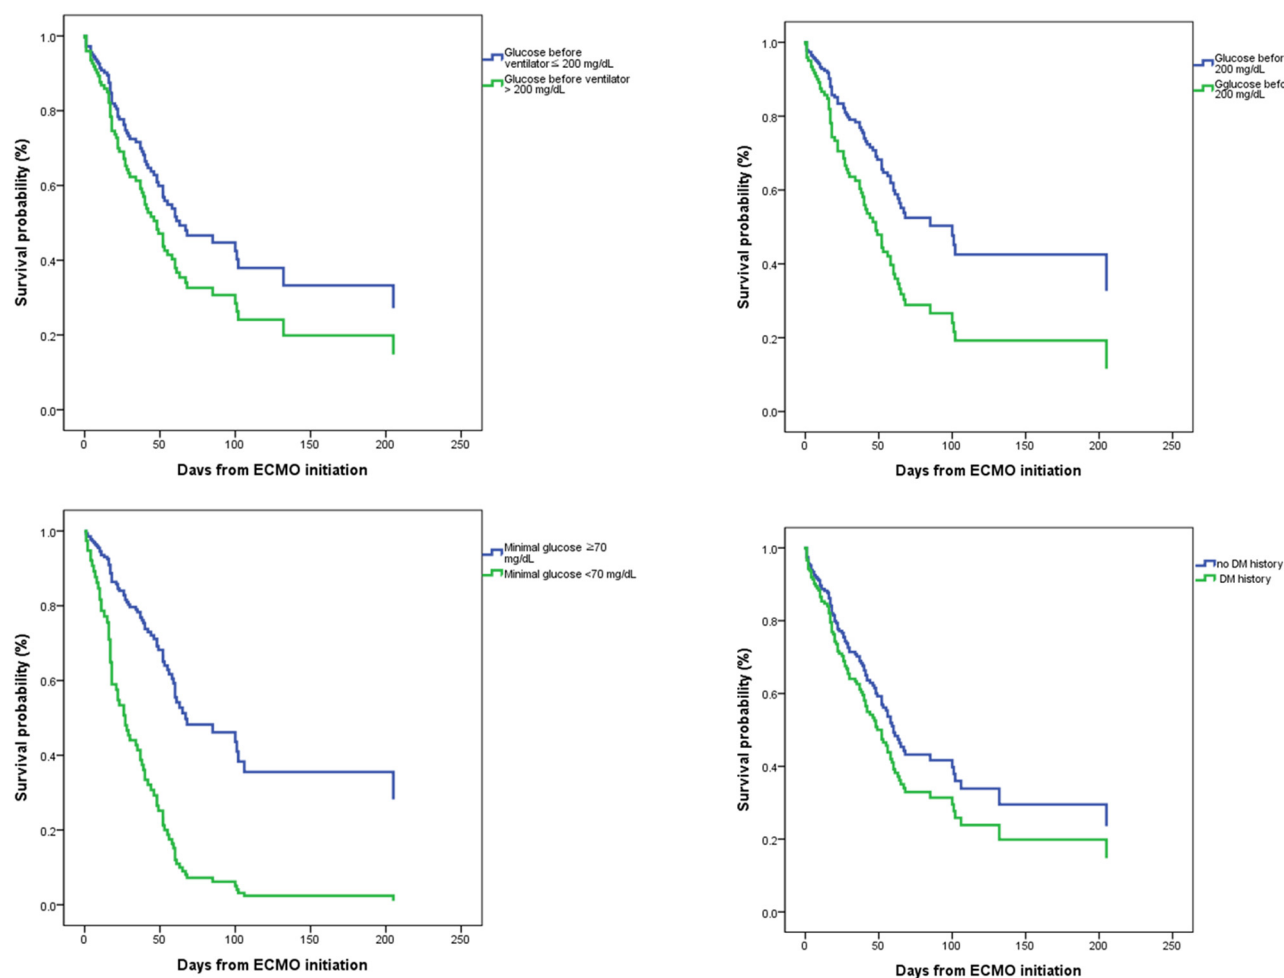 1.0
0.8
0.6
0.4
0.2
0.0
Survival probability (%)
0 50 100 150 200 250
Days from ECMO initiation
Glucose before
ventilator ≤ 200 mg/dL
Glucose before ventilator
> 200 mg/dL
1.0
0.8
0.6
0.4
0.2
0.0
Survival probability (%)
0 50 100 150 200 250
Days from ECMO initiation
Glucose befor
200 mg/dL
Gglucose befo
200 mg/dL
1.0
0.8
0.6
0.4
0.2
0.0
Survival probability (%)
0 50 100 150 200 250
Days from ECMO initiation
Minimal glucose ≥70
mg/dL
Minimal glucose <70 mg/dL
1.0
0.8
0.6
0.4
0.2
0.0
Survival probability (%)
0 50 100 150 200 250
Days from ECMO initiation
no DM history
DM history